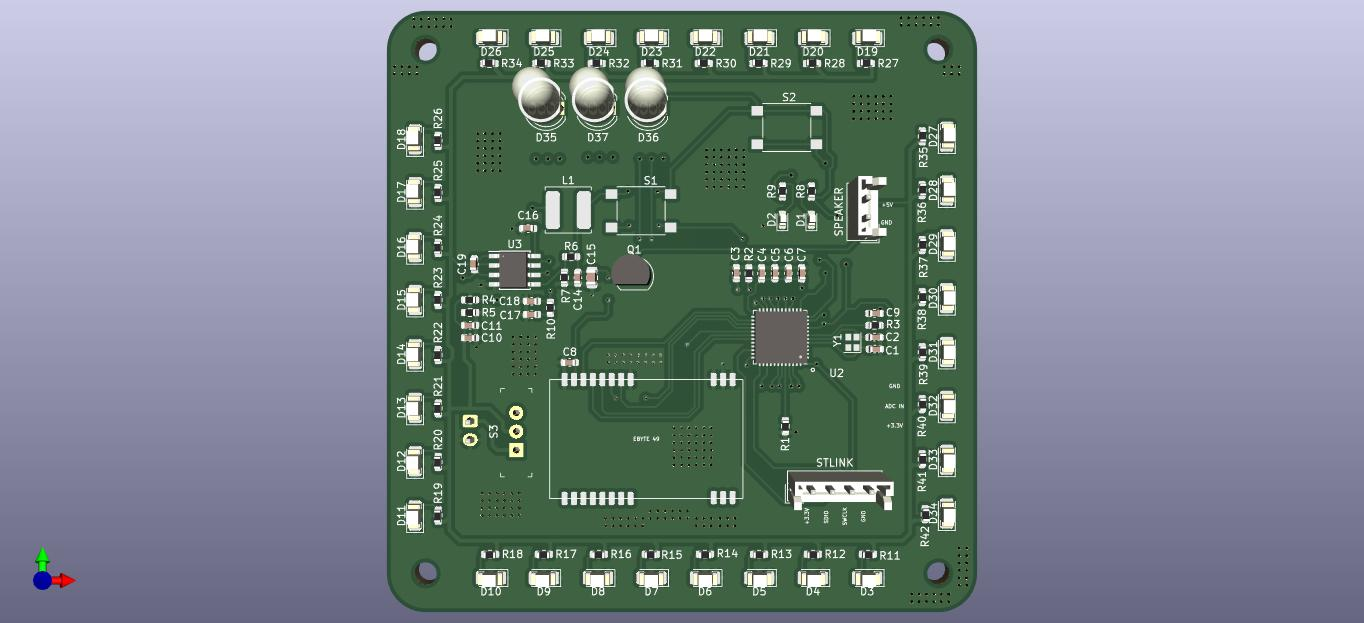 D26 D25 D24 D23 D22 D21 D20 D19
R34 R33 R32 R31 R30 R29 R28 R27
D35 D37 D36
S2
D18 R26
R35 D27
D17 R25
L1 S1
R9 R8
R36 D28
D2 D1
SPEAKER
+5V
GND
C16
D16 R24
R37 D29
U3 R6 C15 Q1
C19
R7 C14
C3 R2 C4 C5 C6 C7
D15 R23
R4 C18
R5 C17
C11
C10
R10
R38 D30
C9
R3
C2
C1
Y1
U2
D14 R22
C8
R39 D31
D13 R21
GND
ADC IN
+3.3V
R40 D32
S3
EBYTE 49
R1
D12 R20
R41 D33
STLINK
D11 R19
+3.3V SDIO SWCLK GND
R42 D34
R18 R17 R16 R15 R14 R13 R12 R11
D10 D9 D8 D7 D6 D5 D4 D3